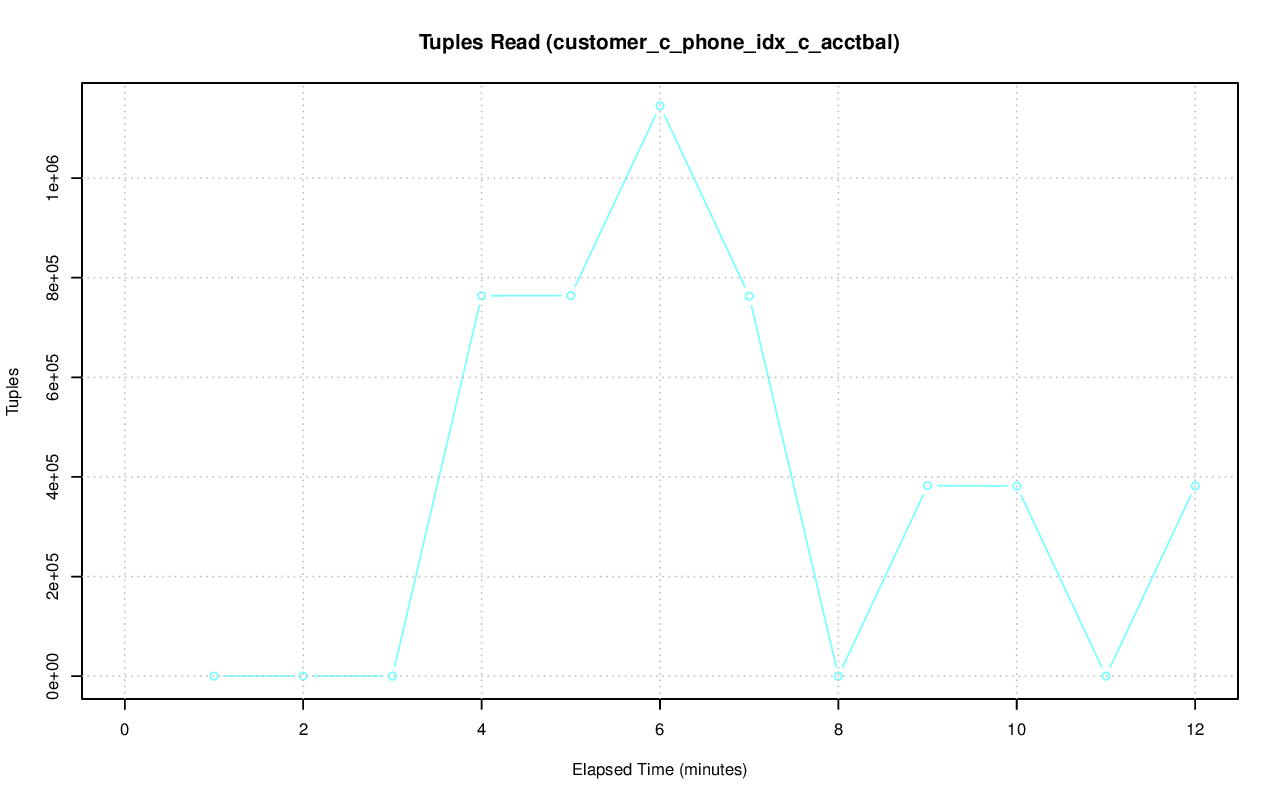 Tuples Read (customer_c_phone_idx_c_acctbal)
1e+06
8e+05
6e+05
4e+05
2e+05
0e+00
Tuples
0 2 4 6 8 10 12
Elapsed Time (minutes)